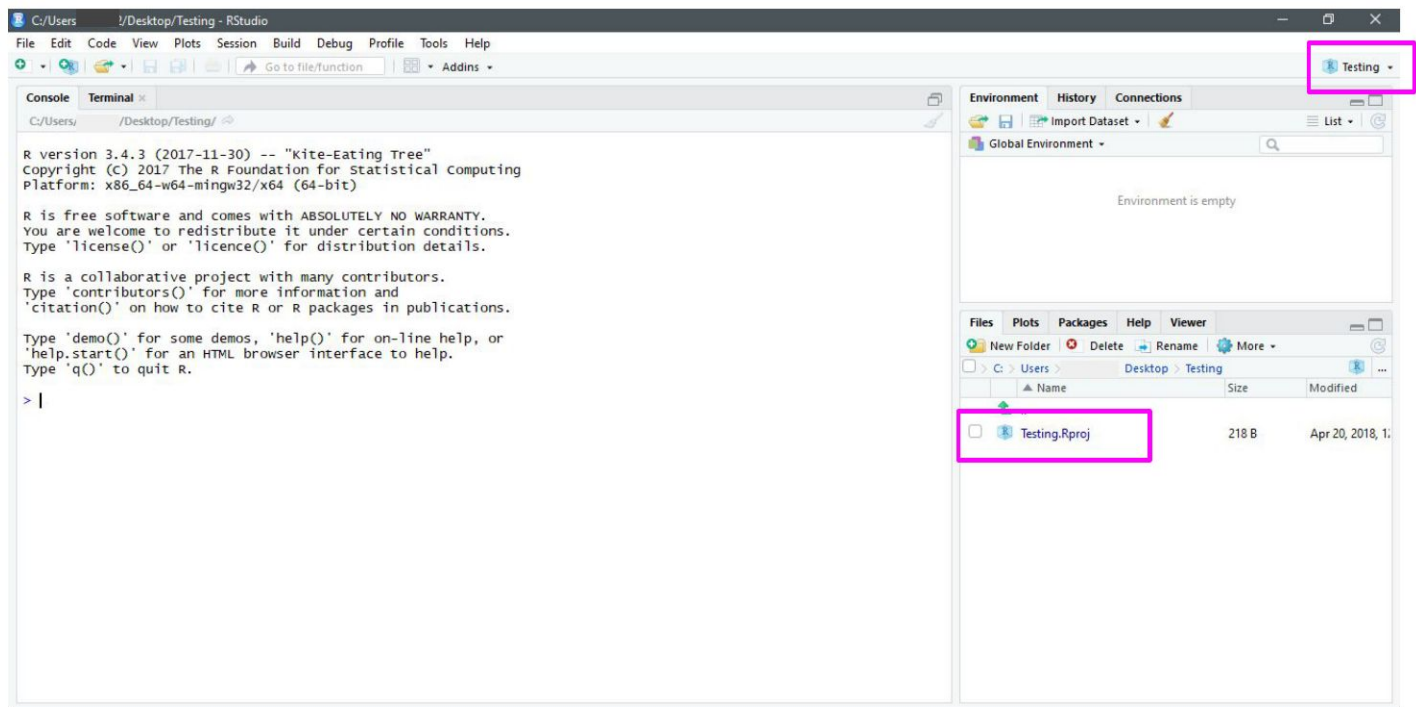 C:/Users !/Desktop/Testing - RStudio
File Edit Code View Plots Session Build Debug Profile Tools Help
Go to file/function Addins
Testing
Console Terminal
C:/Users/ /Desktop/Testing/
R version 3.4.3 (2017-11-30) -- "Kite-Eating Tree"
Copyright (C) 2017 The R Foundation for Statistical Computing
Platform: x86_64-w64-mingw32/x64 (64-bit)
R is free software and comes with ABSOLUTELY NO WARRANTY.
You are welcome to redistribute it under certain conditions.
Type 'license()' or 'licence()' for distribution details.
R is a collaborative project with many contributors.
Type 'contributors()' for more information and
'citation()' on how to cite R or R packages in publications.
Type 'demo()' for some demos, 'help()' for on-line help, or
'help.start()' for an HTML browser interface to help.
Type 'q()' to quit R.
>
Environment History Connections
Import Dataset List
Global Environment
Environment is empty
Files Plots Packages Help Viewer
New Folder Delete Rename More
C: > Users > Desktop > Testing ...
Name Size Modified
..
Testing.Rproj 218 B Apr 20, 2018, 1